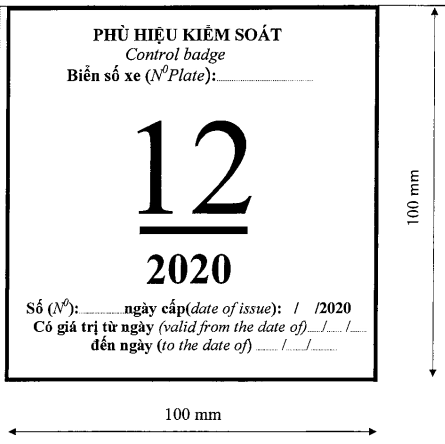 PHÙ HIỆU KIỂM SOÁT
Control badge
Biển số xe (N⁰Plate):....................
12
2020
Số (N⁰):............ngày cấp(date of issue): / /2020
Có giá trị từ ngày (valid from the date of)...../...../.....
đến ngày (to the date of) ...../...../.....
100 mm
100 mm